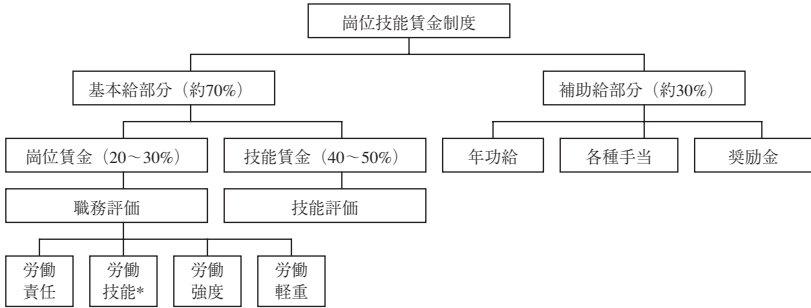 崗位技能賃金制度
基本給部分（約70%）
補助給部分（約30%）
崗位賃金（20〜30%）
技能賃金（40〜50%）
年功給
各種手当
奨励金
職務評価
技能評価
労働
責任
労働
技能*
労働
強度
労働
軽重